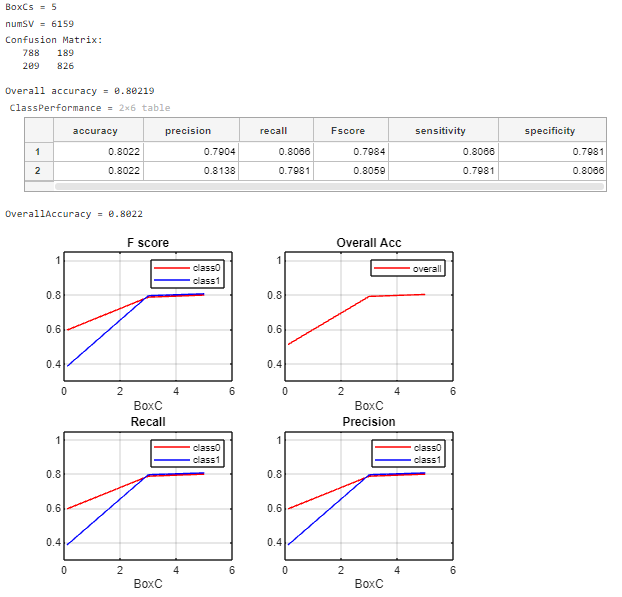 BoxCs = 5
numSV = 6159
Confusion Matrix:
788 189
209 826
Overall accuracy = 0.80219
ClassPerformance = 2×6 table
accuracy precision recall Fscore sensitivity specificity
1 0.8022 0.7904 0.8066 0.7984 0.8066 0.7981
2 0.8022 0.8138 0.7981 0.8059 0.7981 0.8066
OverallAccuracy = 0.8022
F score Overall Acc
1 class0 1 overall
class1
0.8 0.8
0.6 0.6
0.4 0.4
0 2 4 6 0 2 4 6
BoxC BoxC
Recall Precision
1 class0 1 class0
class1 class1
0.8 0.8
0.6 0.6
0.4 0.4
0 2 4 6 0 2 4 6
BoxC BoxC